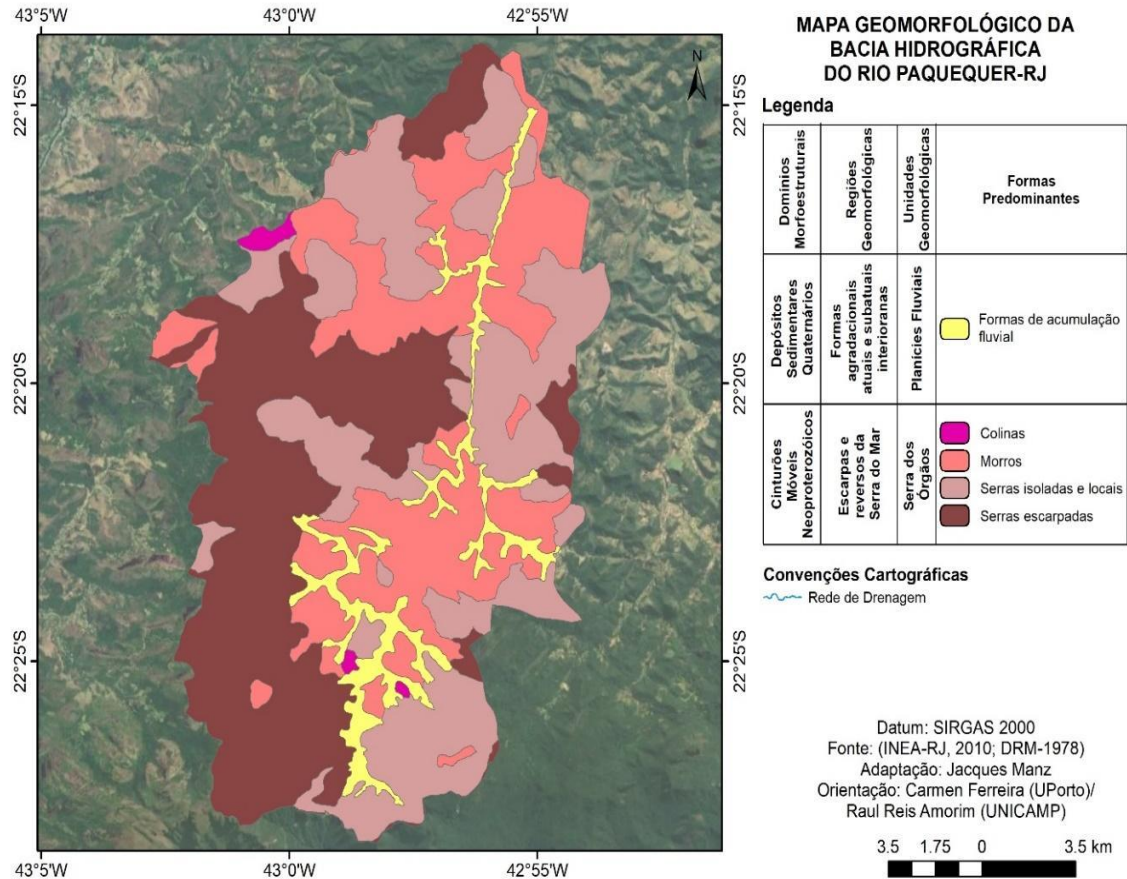 43°5'W
43°0'W
42°55'W
22°15'S
22°20'S
22°25'S
22°15'S
22°20'S
22°25'S
43°5'W
43°0'W
42°55'W
N
MAPA GEOMORFOLÓGICO DA
BACIA HIDROGRÁFICA
DO RIO PAQUEQUER-RJ
Legenda
Domínios
Morfoestruturais
Regiões
Geomorfológicas
Unidades
Geomorfológicas
Formas
Predominantes
Depósitos
Sedimentares
Quaternários
Formas
agradacionais
atuais e subatuais
interioranas
Planícies Fluviais
Formas de acumulação
fluvial
Cinturões
Móveis
Neoproterozóicos
Escarpas e
reversos da
Serra do Mar
Serra dos
Órgãos
Colinas
Morros
Serras isoladas e locais
Serras escarpadas
Convenções Cartográficas
Rede de Drenagem
Datum: SIRGAS 2000
Fonte: (INEA-RJ, 2010; DRM-1978)
Adaptação: Jacques Manz
Orientação: Carmen Ferreira (UPorto)/
Raul Reis Amorim (UNICAMP)
3.5 1.75 0 3.5 km